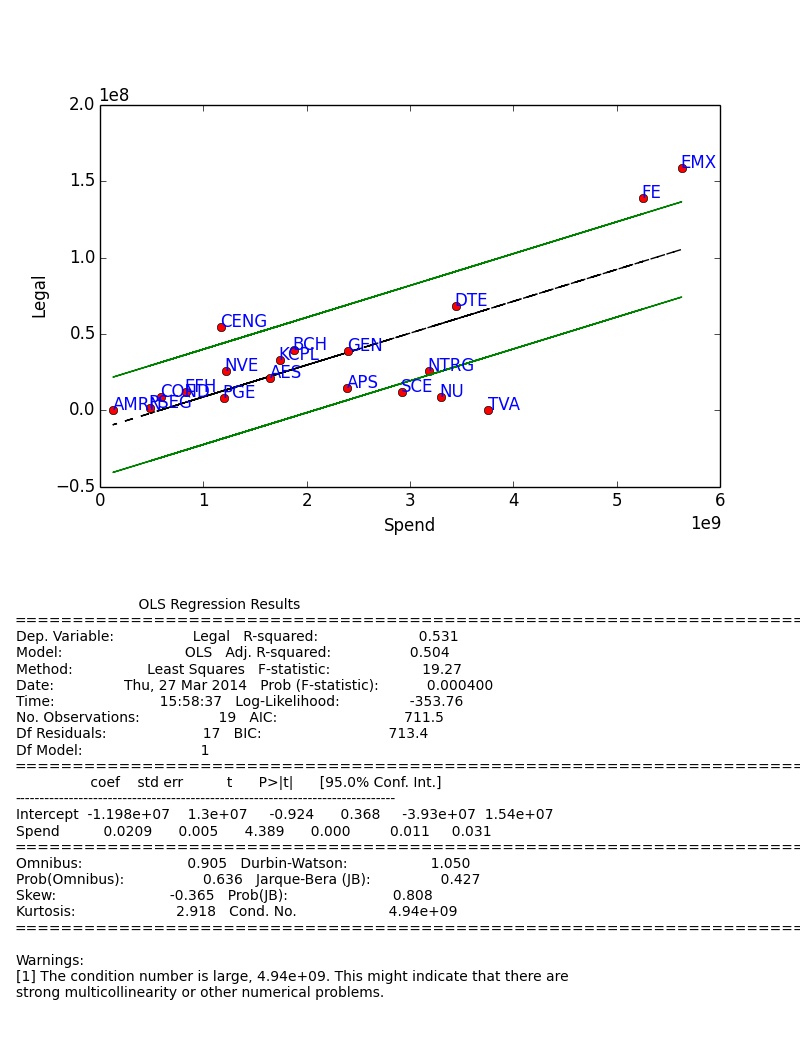 1e8
2.0
1.5
1.0
0.5
0.0
−0.5
Legal
EMX
FE
DTE
CENG
BCH
KCPL
GEN
NVE
AES
NTRG
APS
SCE
NU
TVA
PGE
FFH
COND
PSEG
0 1 2 3 4 5 6
Spend
1e9
OLS Regression Results
==============================================================================
Dep. Variable: Legal R-squared: 0.531
Model: OLS Adj. R-squared: 0.504
Method: Least Squares F-statistic: 19.27
Date: Thu, 27 Mar 2014 Prob (F-statistic): 0.000400
Time: 15:58:37 Log-Likelihood: -353.76
No. Observations: 19 AIC: 711.5
Df Residuals: 17 BIC: 713.4
Df Model: 1
==============================================================================
coef std err t P>|t| [95.0% Conf. Int.]
------------------------------------------------------------------------------
Intercept -1.198e+07 1.3e+07 -0.924 0.368 -3.93e+07 1.54e+07
Spend 0.0209 0.005 4.389 0.000 0.011 0.031
==============================================================================
Omnibus: 0.905 Durbin-Watson: 1.050
Prob(Omnibus): 0.636 Jarque-Bera (JB): 0.427
Skew: -0.365 Prob(JB): 0.808
Kurtosis: 2.918 Cond. No. 4.94e+09
==============================================================================
Warnings:
[1] The condition number is large, 4.94e+09. This might indicate that there are
strong multicollinearity or other numerical problems.